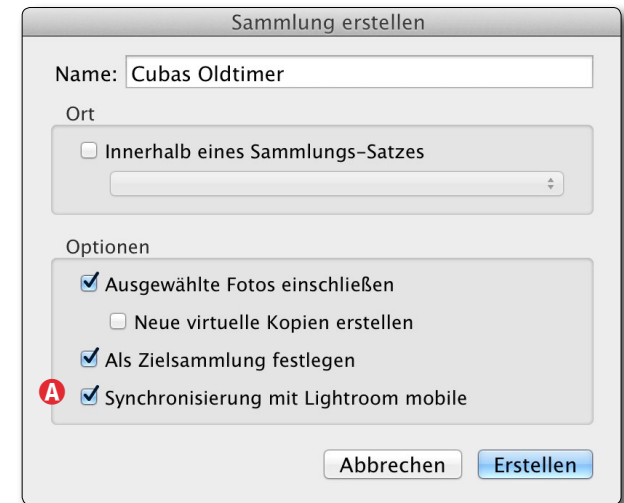 Sammlung erstellen
Name: Cubas Oldtimer
Ort
Innerhalb eines Sammlungs-Satzes
Optionen
Ausgewählte Fotos einschließen
Neue virtuelle Kopien erstellen
Als Zielsammlung festlegen
A Synchronisierung mit Lightroom mobile
Abbrechen Erstellen